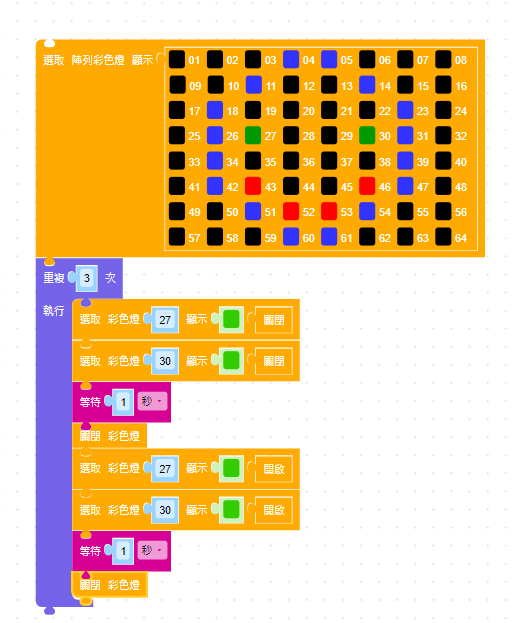 選取 陣列彩色燈 顯示
01 02 03 04 05 06 07 08
09 10 11 12 13 14 15 16
17 18 19 20 21 22 23 24
25 26 27 28 29 30 31 32
33 34 35 36 37 38 39 40
41 42 43 44 45 46 47 48
49 50 51 52 53 54 55 56
57 58 59 60 61 62 63 64
重複 3 次
執行
選取 彩色燈 27 顯示 關閉
選取 彩色燈 30 顯示 關閉
等待 1 秒
關閉 彩色燈
選取 彩色燈 27 顯示 開啟
選取 彩色燈 30 顯示 開啟
等待 1 秒
關閉 彩色燈